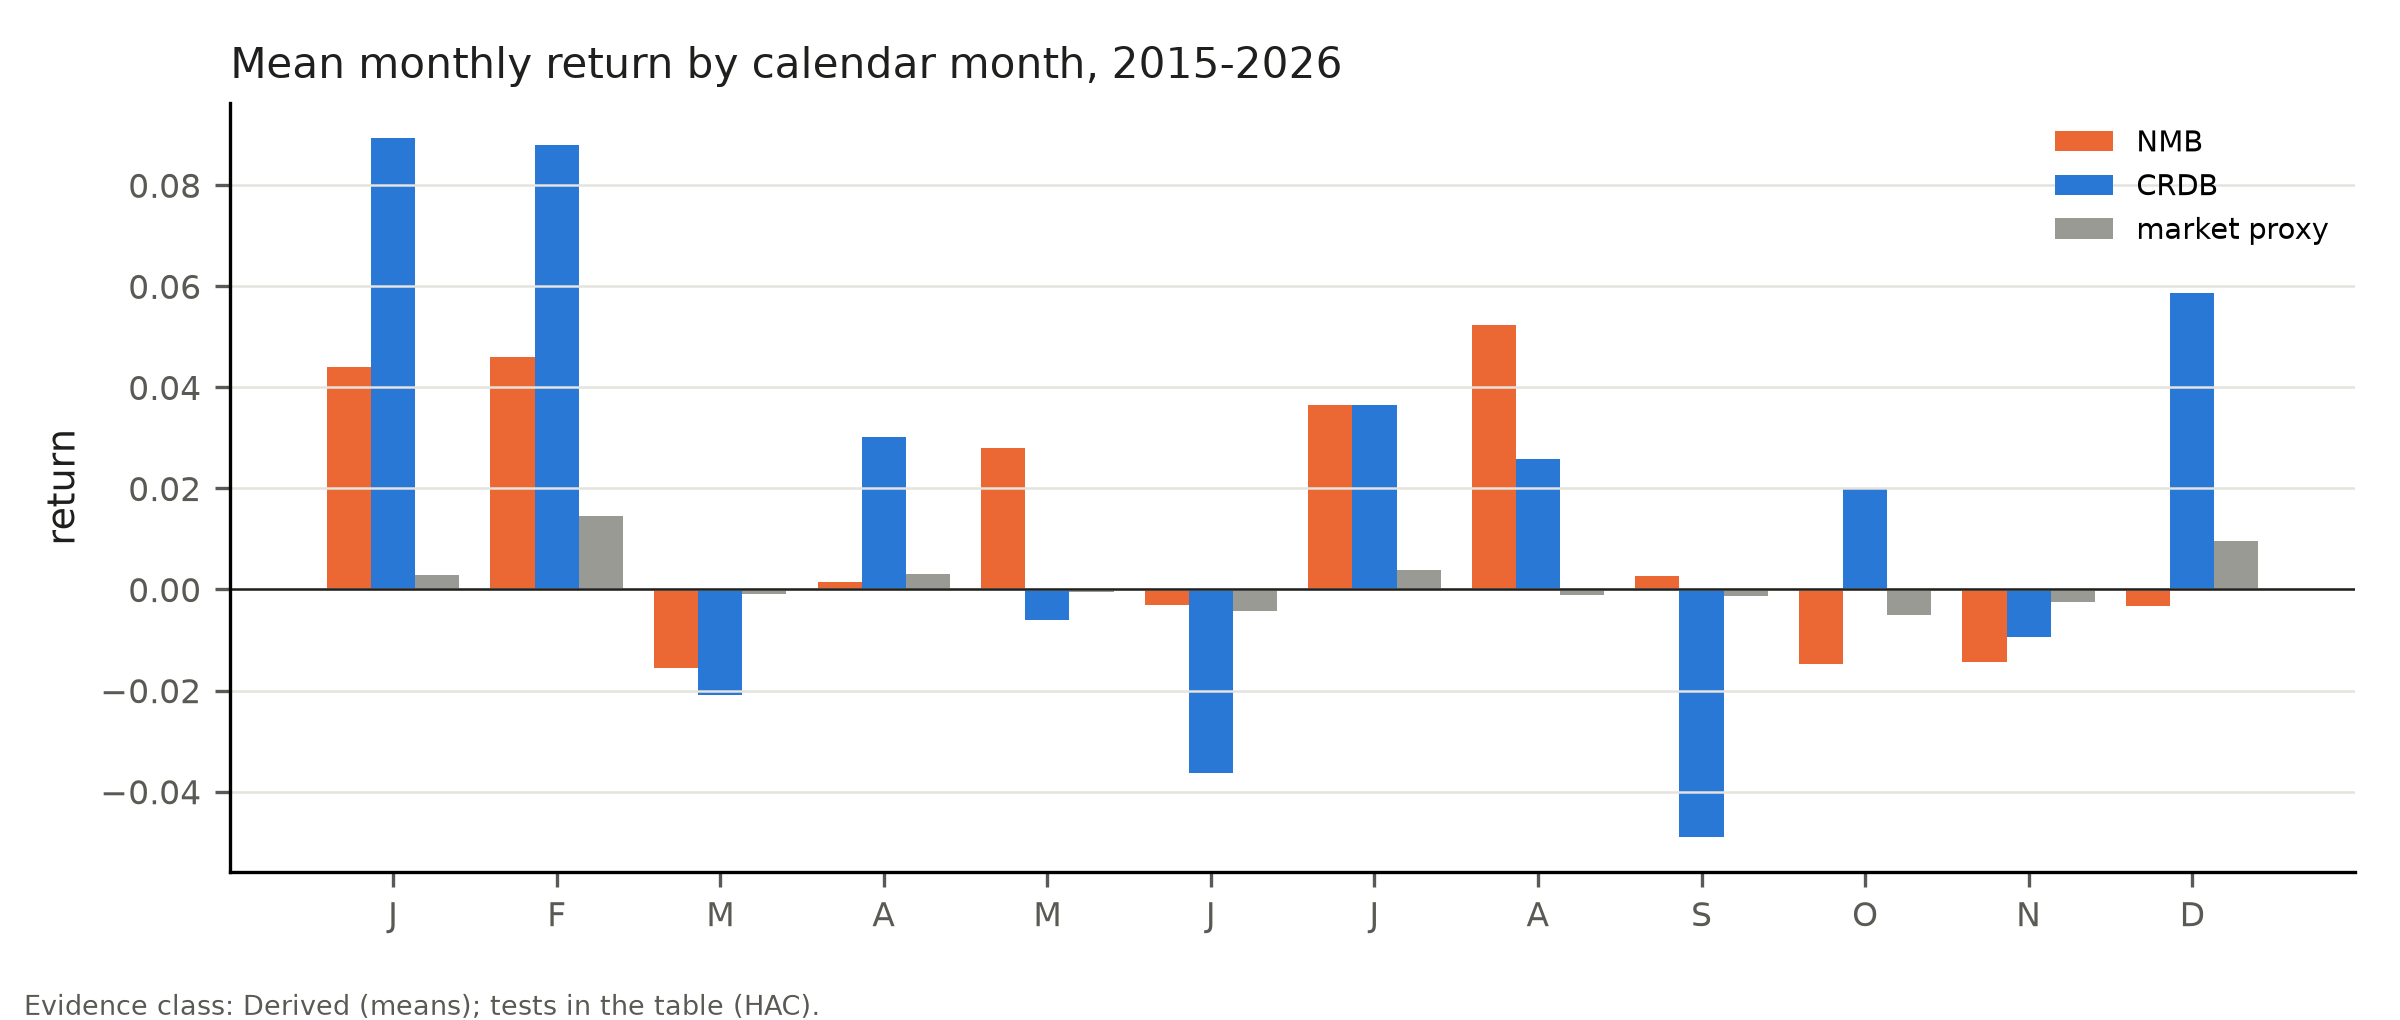 Mean monthly return by calendar month, 2015-2026
NMB
CRDB
market proxy
return
0.08
0.06
0.04
0.02
0.00
−0.02
−0.04
J F M A M J J A S O N D
Evidence class: Derived (means); tests in the table (HAC).